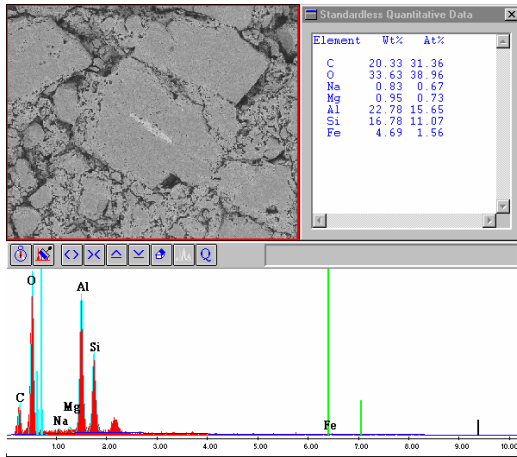 Standardless Quantitative Data
Element Wt% At%
C 20.33 31.36
O 33.63 38.96
Na 0.83 0.67
Mg 0.95 0.73
Al 22.78 15.65
Si 16.78 11.07
Fe 4.69 1.56
Q
O
Al
Si
C
Mg
Na
Fe
1.00 2.00 3.00 4.00 5.00 6.00 7.00 8.00 9.00 10.00